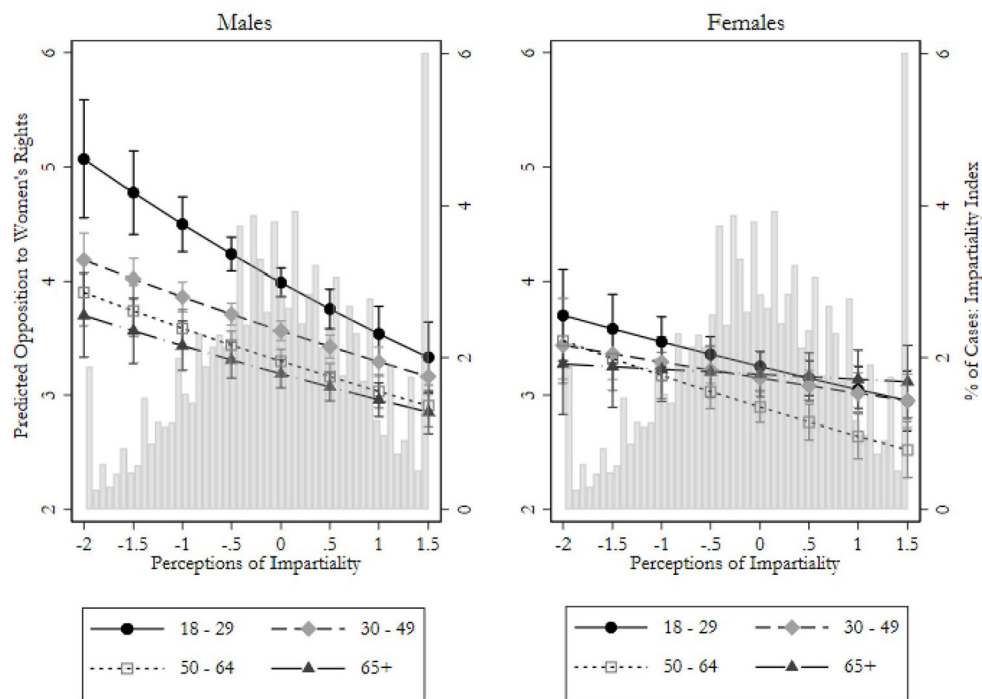 Males
Predicted Opposition to Women's Rights
6
5
4
3
2
6
4
2
0
-2 -1.5 -1 -.5 0 .5 1 1.5
Perceptions of Impartiality
18 - 29 30 - 49
50 - 64 65+
Females
6
5
4
3
2
6
4
2
0
% of Cases: Impartiality Index
-2 -1.5 -1 -.5 0 .5 1 1.5
Perceptions of Impartiality
18 - 29 30 - 49
50 - 64 65+